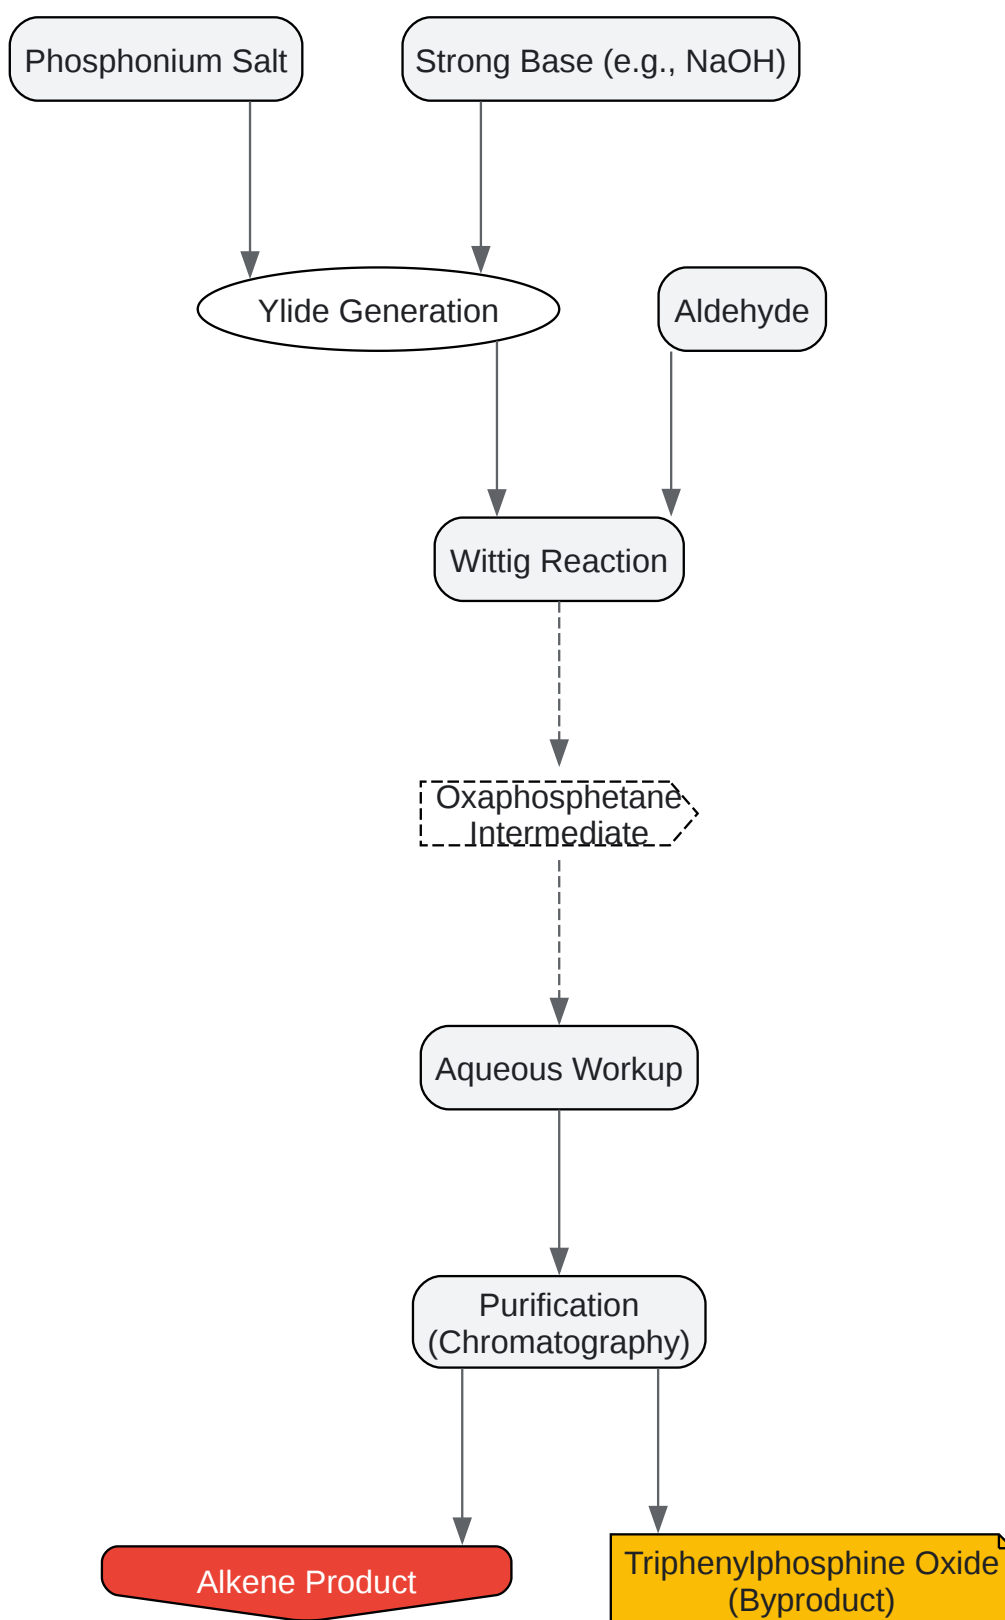 Phosphonium Salt
Strong Base (e.g., NaOH)
Ylide Generation
Aldehyde
Wittig Reaction
Oxaphosphetane
Intermediate
Aqueous Workup
Purification
(Chromatography)
Alkene Product
Triphenylphosphine Oxide
(Byproduct)